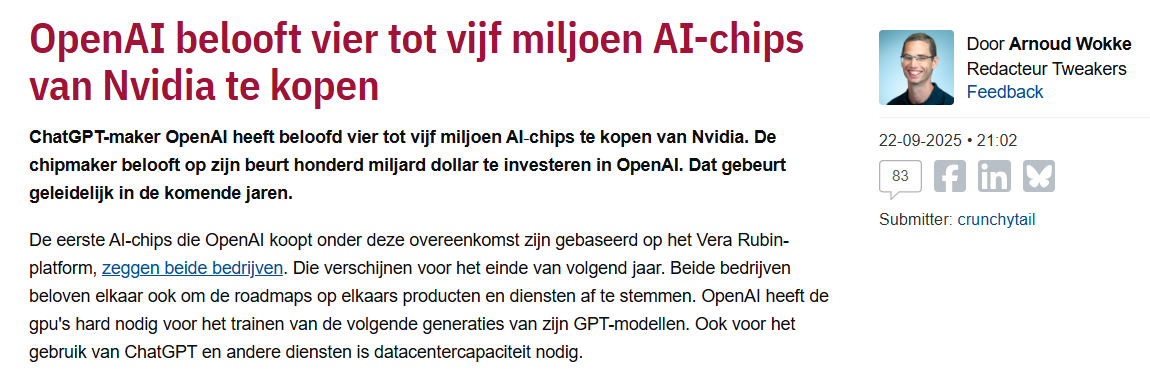 OpenAI belooft vier tot vijf miljoen AI-chips
van Nvidia te kopen
ChatGPT-maker OpenAI heeft beloofd vier tot vijf miljoen AI-chips te kopen van Nvidia. De
chipmaker belooft op zijn beurt honderd miljard dollar te investeren in OpenAI. Dat gebeurt
geleidelijk in de komende jaren.
De eerste AI-chips die OpenAI koopt onder deze overeenkomst zijn gebaseerd op het Vera Rubin-
platform, zeggen beide bedrijven. Die verschijnen voor het einde van volgend jaar. Beide bedrijven
beloven elkaar ook om de roadmaps op elkaars producten en diensten af te stemmen. OpenAI heeft de
gpu's hard nodig voor het trainen van de volgende generaties van zijn GPT-modellen. Ook voor het
gebruik van ChatGPT en andere diensten is datacentercapaciteit nodig.
Door Arnoud Wokke
Redacteur Tweakers
Feedback
22-09-2025 • 21:02
83
Submitter: crunchytail